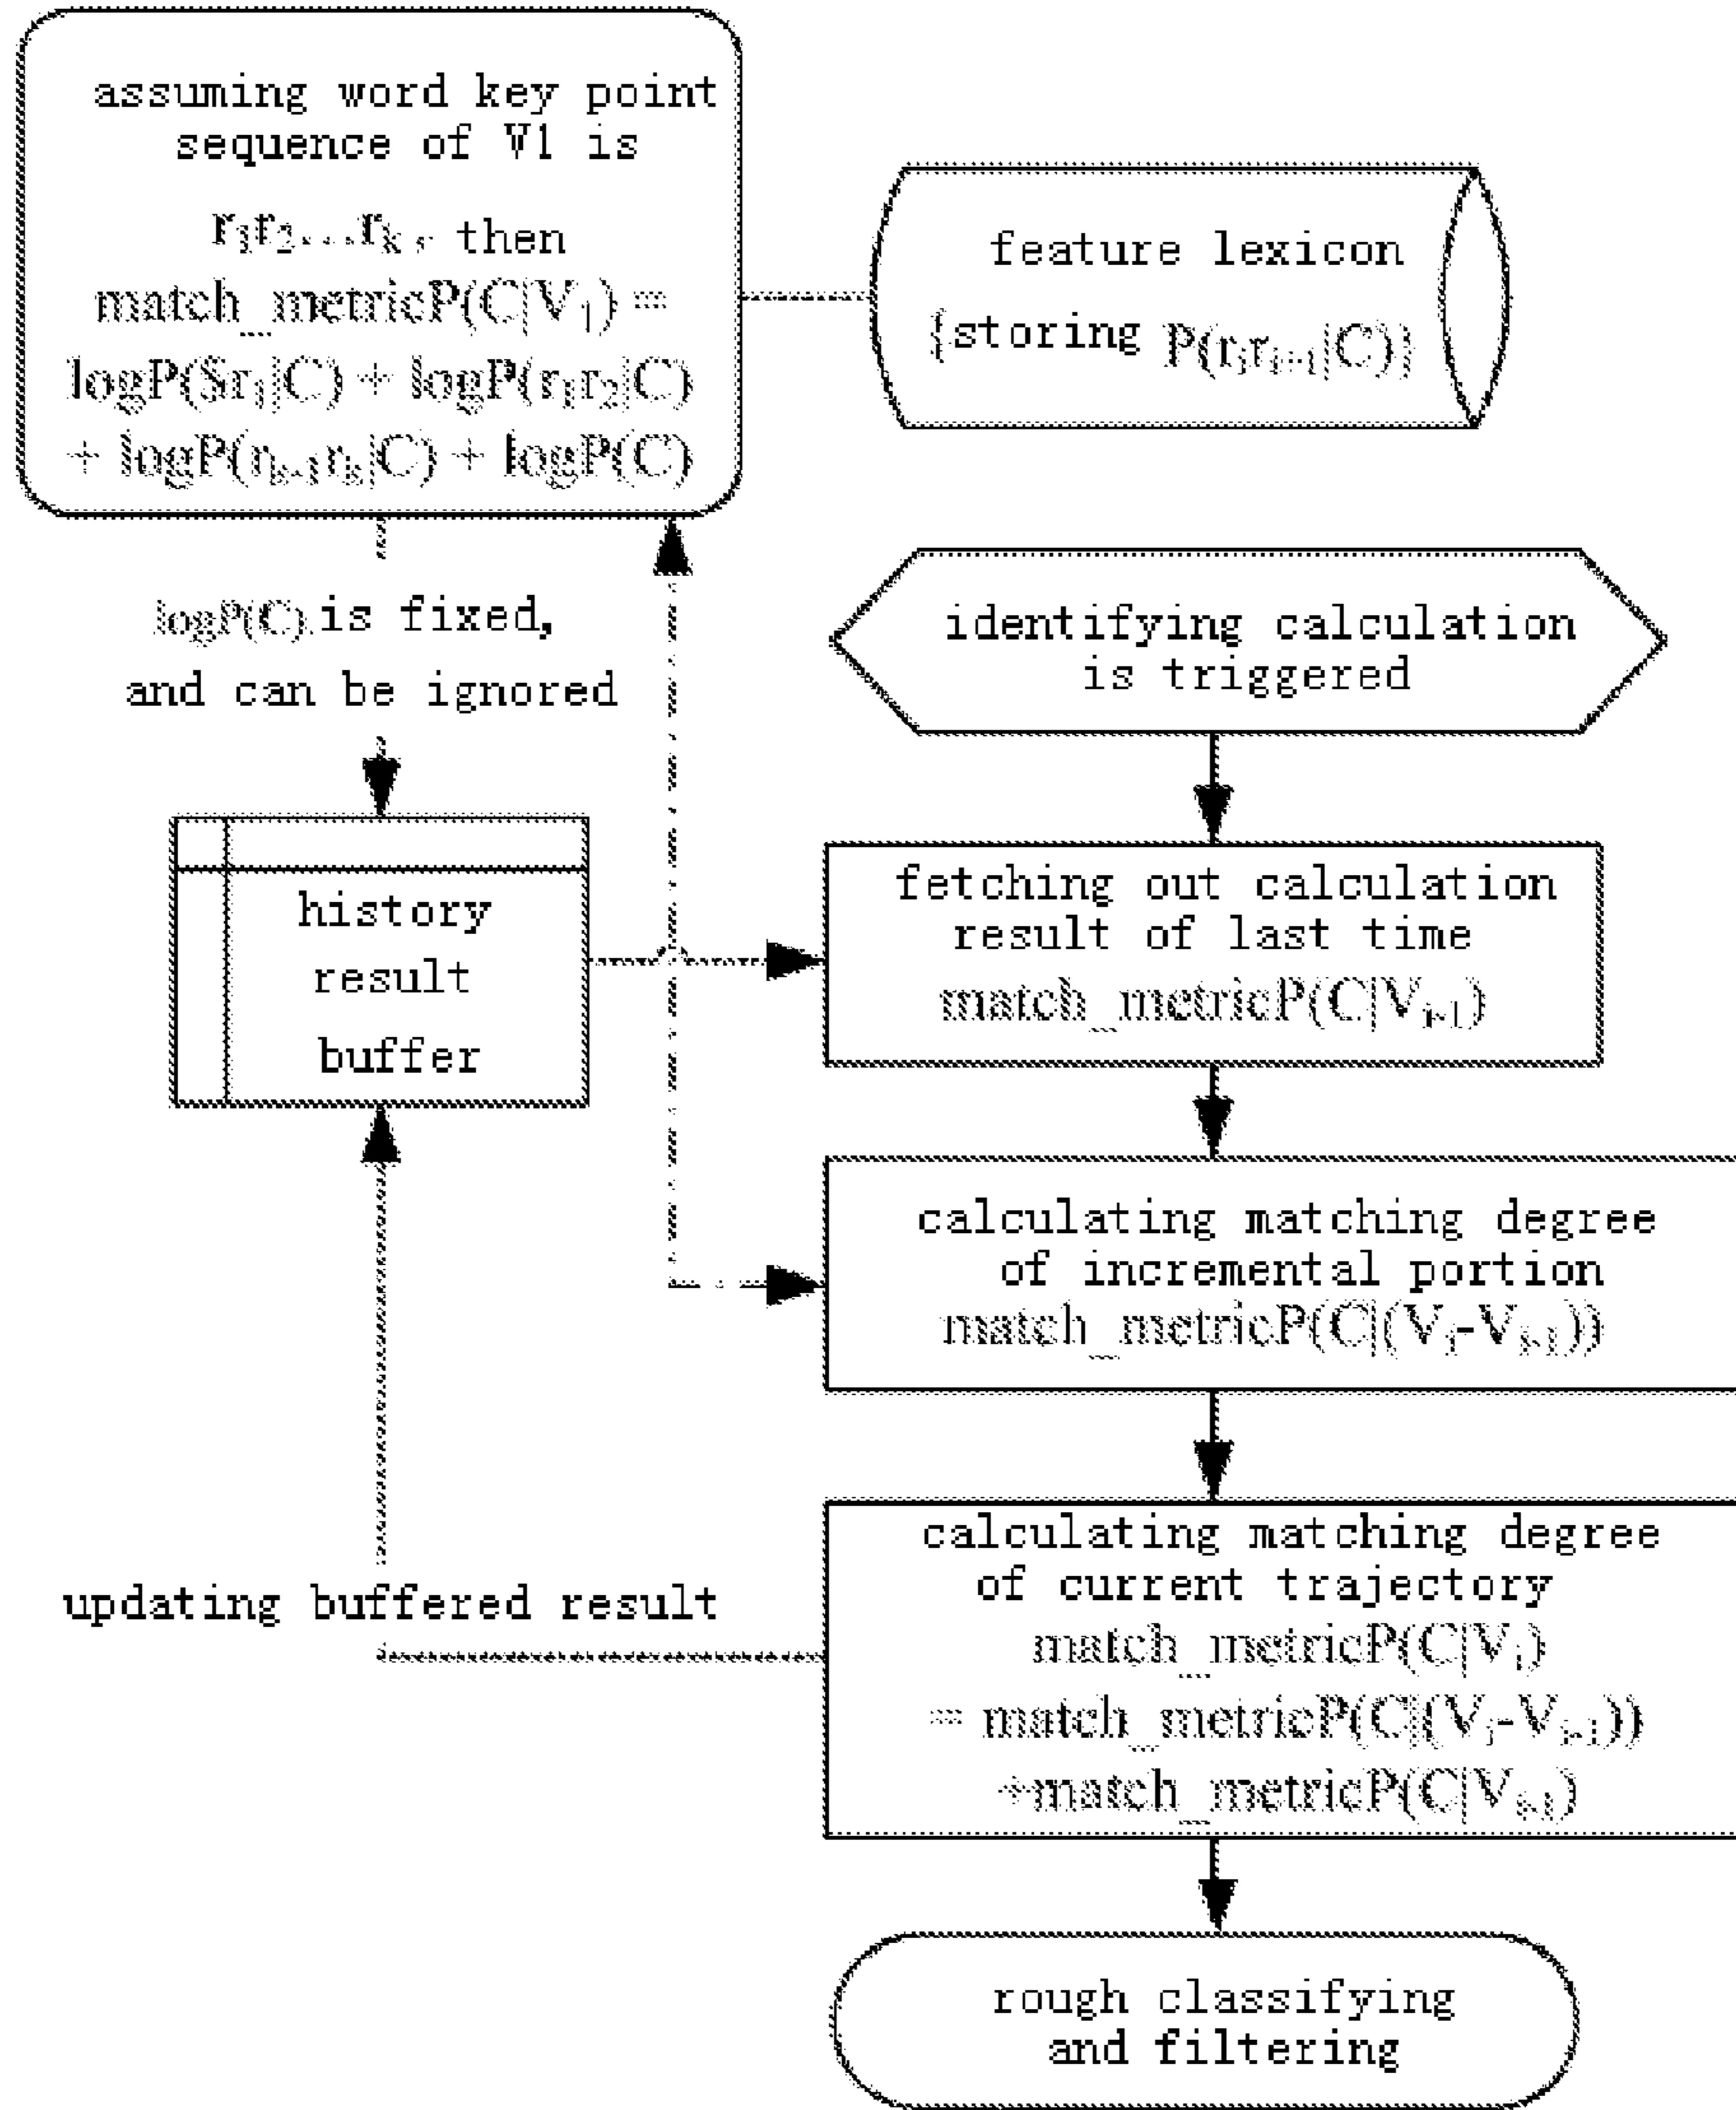 assuming word key point
sequence of V1 is
r₁r₂...rₖ, then
match_metricP(C|V₁) =
logP(Sr₁|C) + logP(r₁r₂|C)
+ logP(rₖ₋₁rₖ|C) + logP(C)
feature lexicon
{storing P(rᵢrᵢ₊₁|C)}
logP(C) is fixed,
and can be ignored
identifying calculation
is triggered
history
result
buffer
fetching out calculation
result of last time
match_metricP(C|Vᵢ₋₁)
calculating matching degree
of incremental portion
match_metricP(C|(Vᵢ-Vᵢ₋₁))
calculating matching degree
of current trajectory
match_metricP(C|Vᵢ)
= match_metricP(C|(Vᵢ-Vᵢ₋₁))
+match_metricP(C|Vᵢ₋₁)
updating buffered result
rough classifying
and filtering